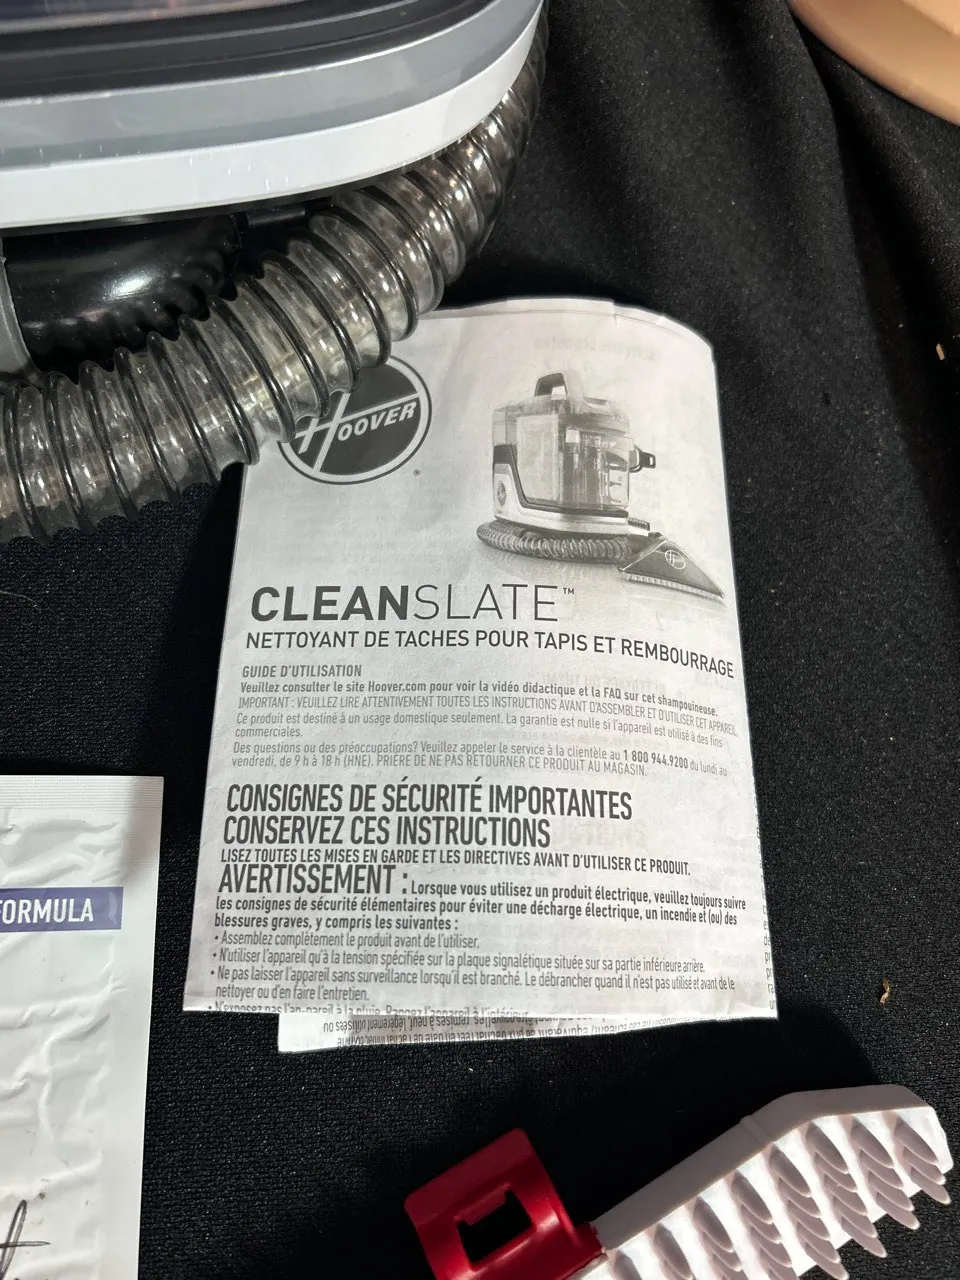 HOOVER
CLEANSLATE™
NETTOYANT DE TACHES POUR TAPIS ET REMBOURRAGE
GUIDE D'UTILISATION
Veuillez consulter le site Hoover.com pour voir la vidéo didactique et la FAQ sur cet shampouineuse.
IMPORTANT : VEUILLEZ LIRE ATTENTIVEMENT TOUTES LES INSTRUCTIONS AVANT D'ASSEMBLER ET D'UTILISER CET APPAREIL
Ce produit est destiné à un usage domestique seulement. La garantie est nulle si l'appareil est utilisé à des fins
commerciales.
Des questions ou des préoccupations? Veuillez appeler le service à la clientèle au 1 800 944.9200 du lundi au
vendredi, de 9 h à 18 h (HNE). PRIÈRE DE NE PAS RETOURNER CE PRODUIT AU MAGASIN.
CONSIGNES DE SÉCURITÉ IMPORTANTES
CONSERVEZ CES INSTRUCTIONS
LISEZ TOUTES LES MISES EN GARDE ET LES DIRECTIVES AVANT D'UTILISER CE PRODUIT.
AVERTISSEMENT : Lorsque vous utilisez un produit électrique, veuillez toujours suivre
les consignes de sécurité élémentaires pour éviter une décharge électrique, un incendie et (ou) des
blessures graves, y compris les suivantes :
• Assemblez complètement le produit avant de l'utiliser.
• N'utiliser l'appareil qu'à la tension spécifiée sur la plaque signalétique située sur sa partie inférieure arrière.
• Ne pas laisser l'appareil sans surveillance lorsqu'il est branché. Le débrancher quand il n'est pas utilisé et avant de le
nettoyer ou d'en faire l'entretien.
• N'exposez pas l'appareil à la pluie. Rangez l'appareil à l'intérieur.
FORMULA